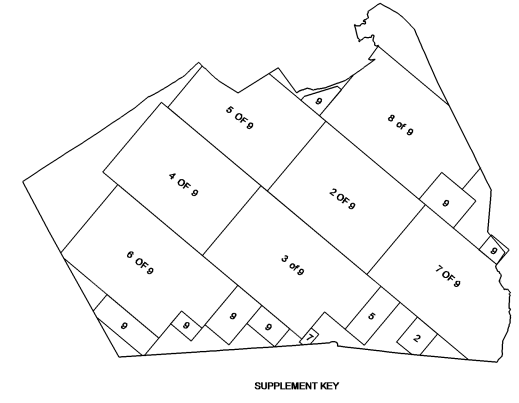 9
8 of 9
5 OF 9
4 OF 9
2 OF 9
9
9
3 of 9
6 OF 9
7 OF 9
9
9
9
9
5
7
2
SUPPLEMENT KEY